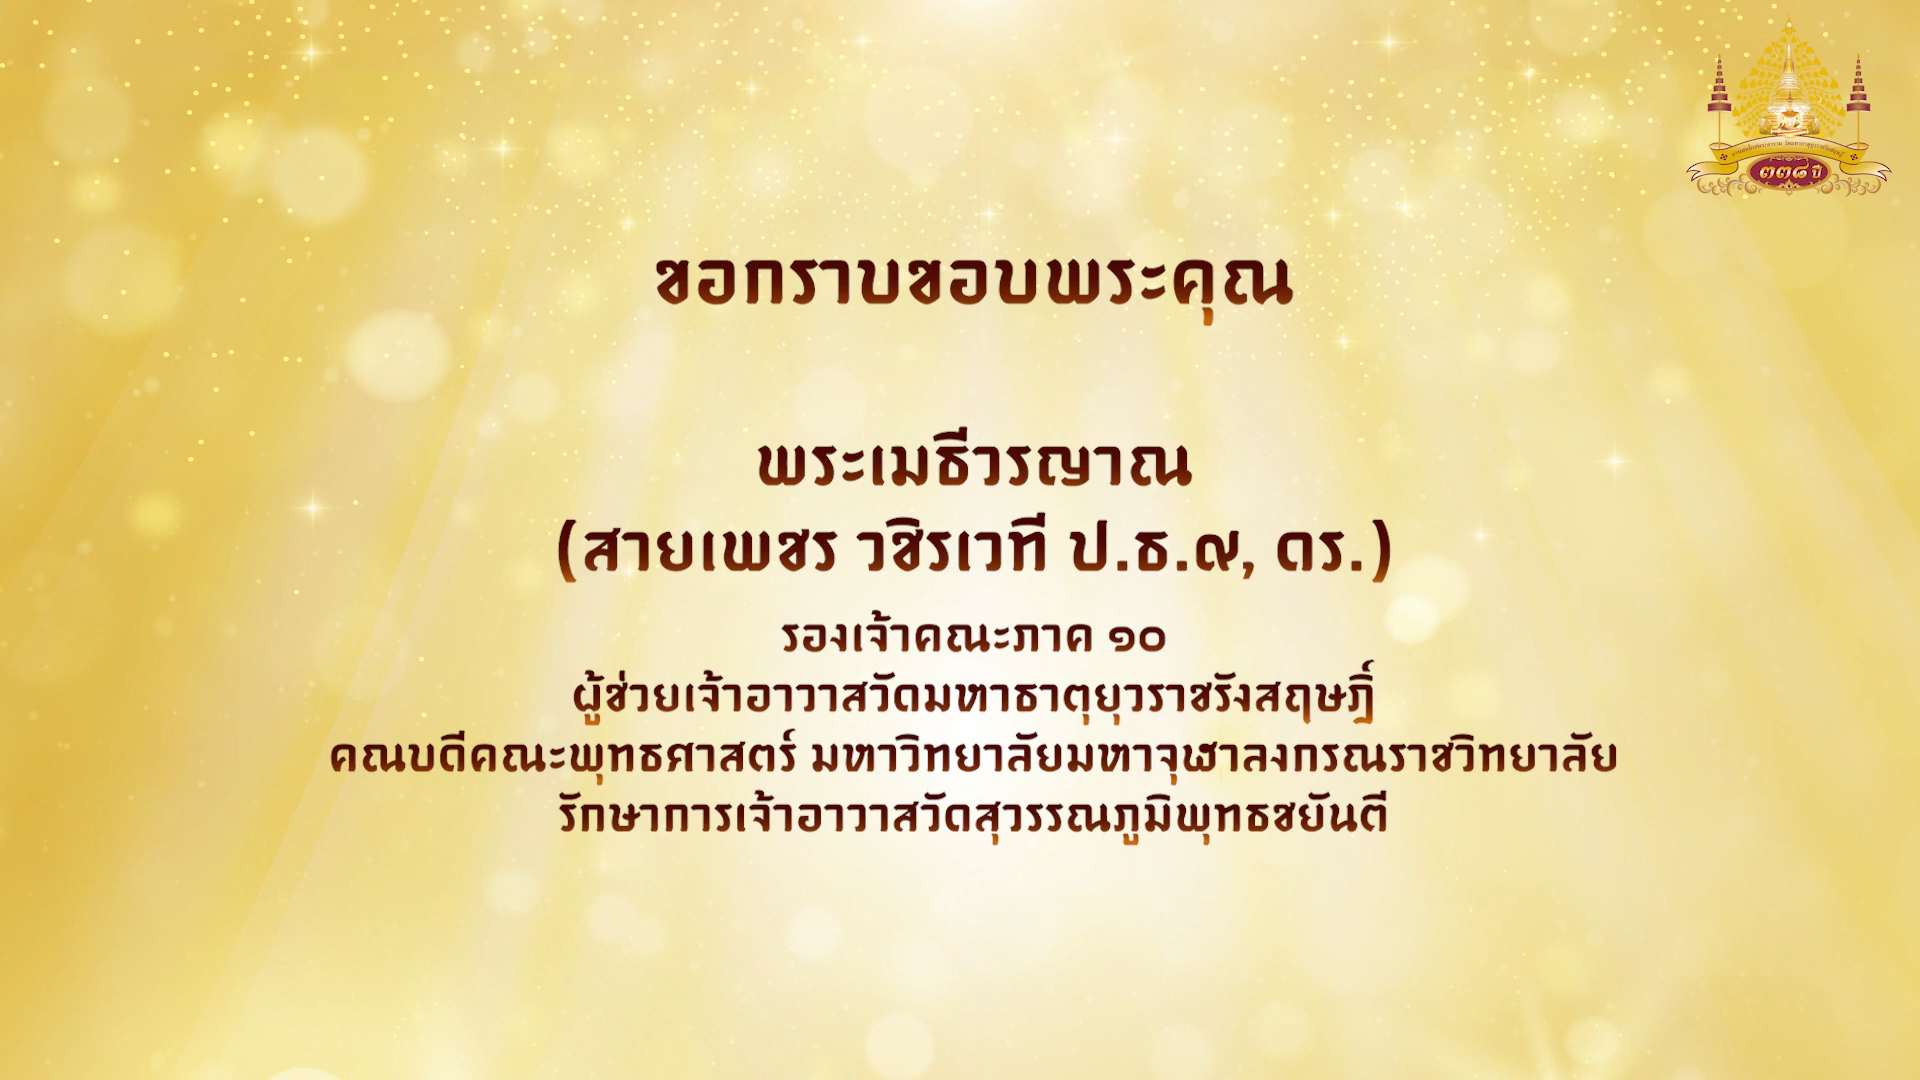 ๓๓๘ ปี
ขอกราบขอบพระคุณ
พระเมธีวรญาณ
(สายเพชร วชิรเวที ป.ธ.๙, ดร.)
รองเจ้าคณะภาค ๑๐
ผู้ช่วยเจ้าอาวาสวัดมหาธาตุยุวราชรังสฤษฎิ์
คณบดีคณะพุทธศาสตร์ มหาวิทยาลัยมหาจุฬาลงกรณราชวิทยาลัย
รักษาการเจ้าอาวาสวัดสุวรรณภูมิพุทธชยันตี